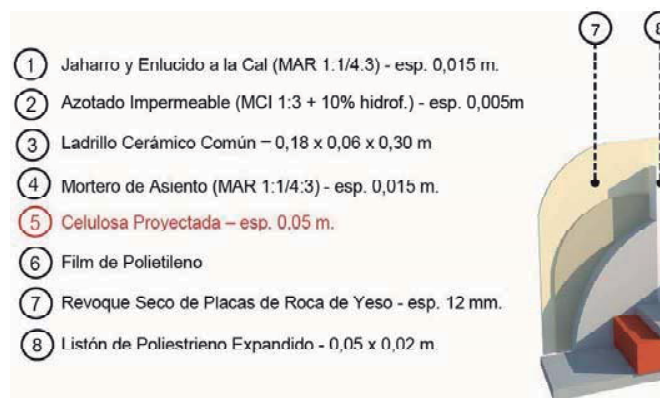 7 8
1 Jaharro y Enlucido a la Cal (MAR 1:1/4:3) - esp. 0,015 m.
2 Azotado Impermeable (MCI 1:3 + 10% hidrof.) - esp. 0,005m
3 Ladrillo Cerámico Común – 0,18 x 0,06 x 0,30 m
4 Mortero de Asiento (MAR 1:1/4:3) - esp. 0,015 m.
5 Celulosa Proyectada – esp. 0.05 m.
6 Film de Polietileno
7 Revoque Seco de Placas de Roca de Yeso - esp. 12 mm.
8 Listón de Poliestrieno Expandido - 0,05 x 0,02 m